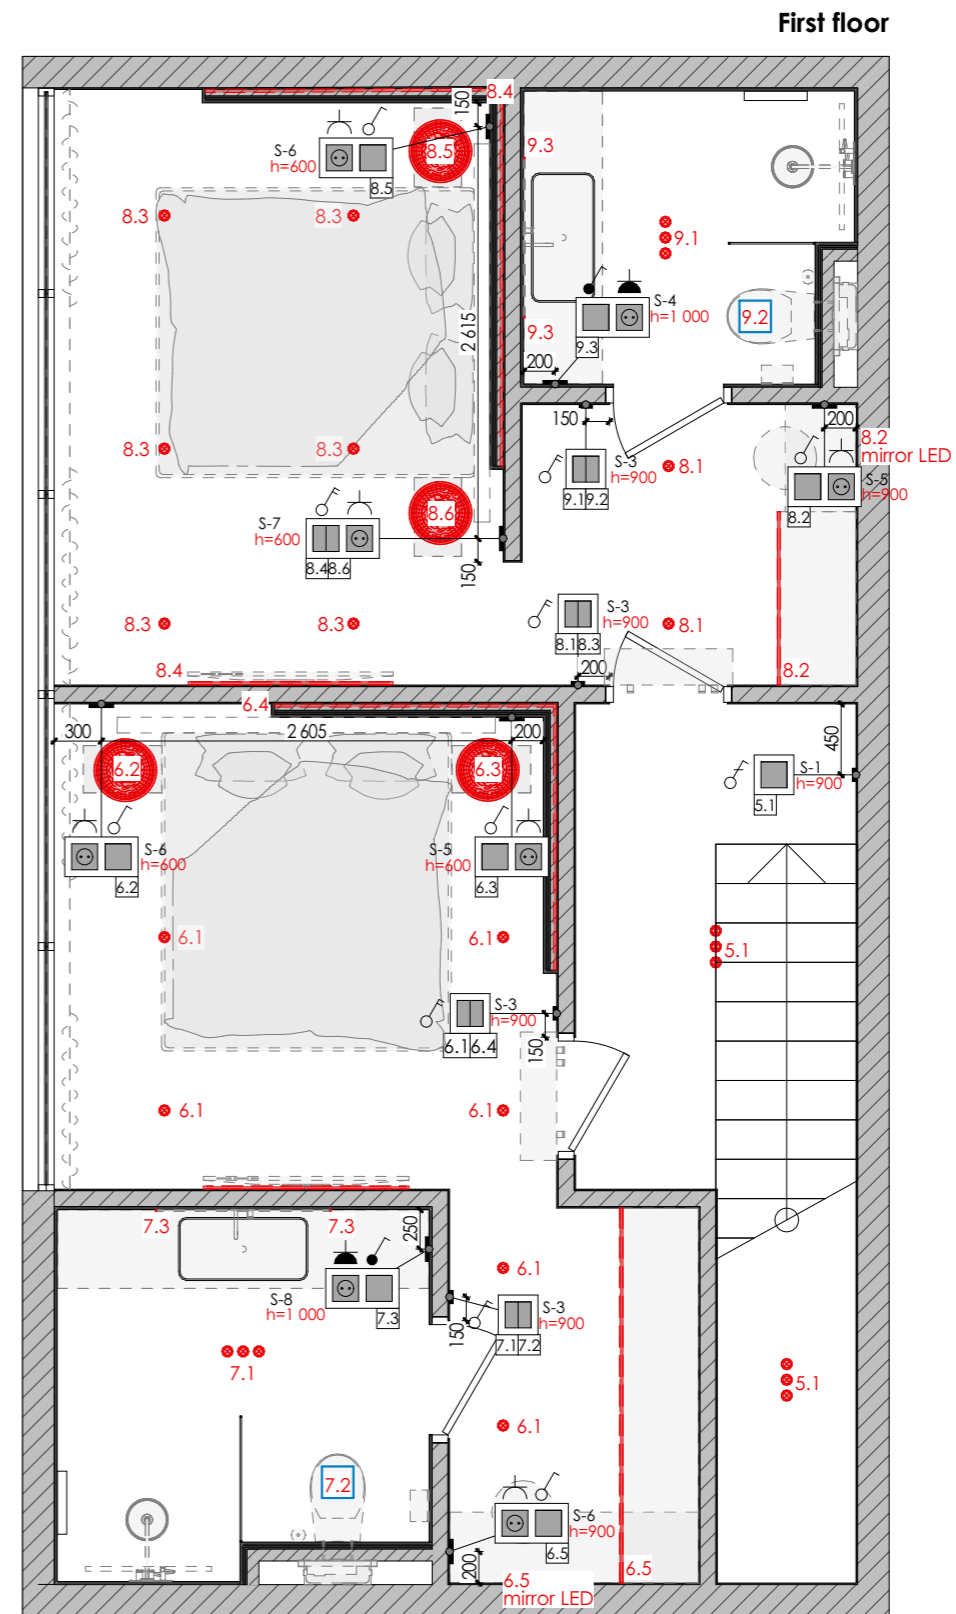 First floor
8.4
150
S-6
h=600
8.5
8.5
9.3
8.3
8.3
9.1
2 615
S-4
h=1 000
9.2
9.3
9.3
200
150
200
8.2
mirror LED
8.3
8.3
S-3
h=900
8.1
9.1
9.2
S-5
h=900
8.2
8.6
S-7
h=600
8.4
8.6
150
8.3
8.3
S-3
h=900
8.1
8.1
8.3
200
8.4
8.2
6.4
300
2 605
200
450
6.2
6.3
S-1
h=900
5.1
S-6
h=600
6.2
S-5
h=600
6.3
6.1
6.1
5.1
S-3
h=900
6.1
6.4
150
6.1
6.1
7.3
7.3
250
6.1
S-8
h=1 000
7.3
S-3
h=900
150
7.1
7.2
7.1
5.1
6.1
7.2
S-6
h=900
6.5
200
6.5
mirror LED
6.5